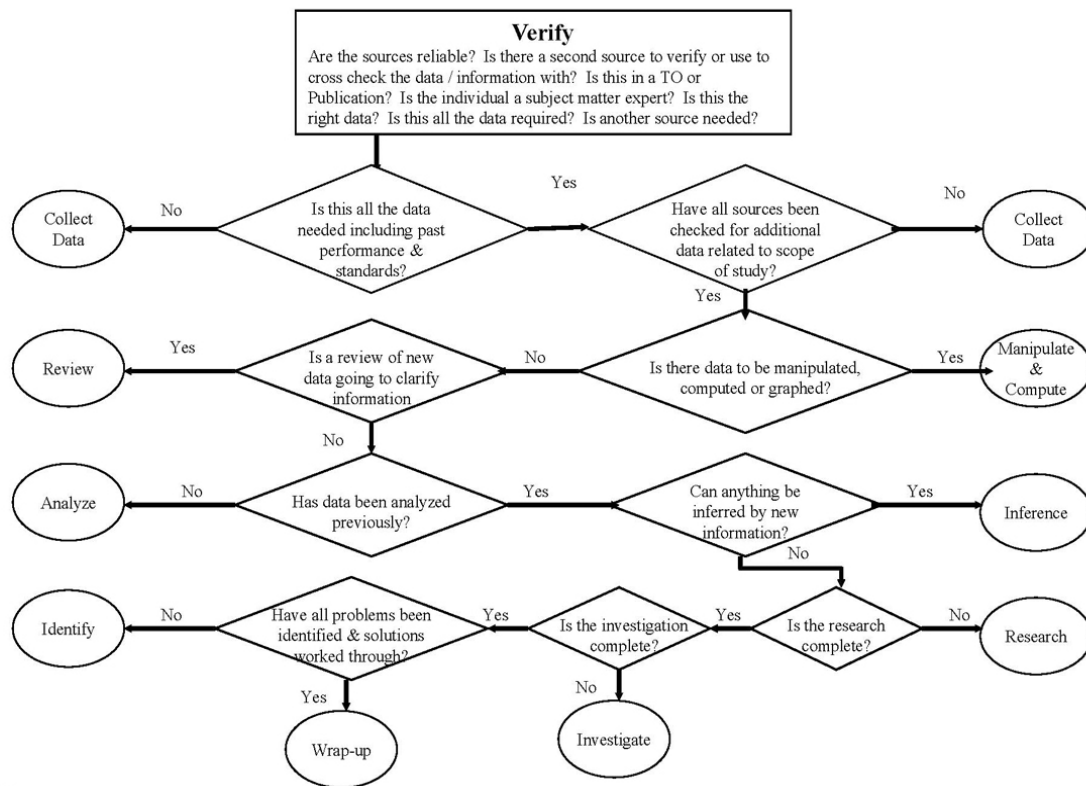 Verify
Are the sources reliable?  Is there a second source to verify or use to
cross check the data / information with?  Is this in a TO or
Publication?  Is the individual a subject matter expert?  Is this the
right data?  Is this all the data required?  Is another source needed?
Collect
Data
No
Is this all the data
needed including past
performance &
standards?
Yes
Have all sources been
checked for additional
data related to scope
of study?
No
Collect
Data
Yes
Review
Yes
Is a review of new
data going to clarify
information
No
Is there data to be manipulated,
computed or graphed?
Yes
Manipulate
&
Compute
No
Analyze
No
Has data been analyzed
previously?
Yes
Can anything be
inferred by new
information?
Yes
Inference
No
Identify
No
Have all problems been
identified & solutions
worked through?
Yes
Is the investigation
complete?
Yes
Is the research
complete?
No
Research
Yes
No
Wrap-up
Investigate